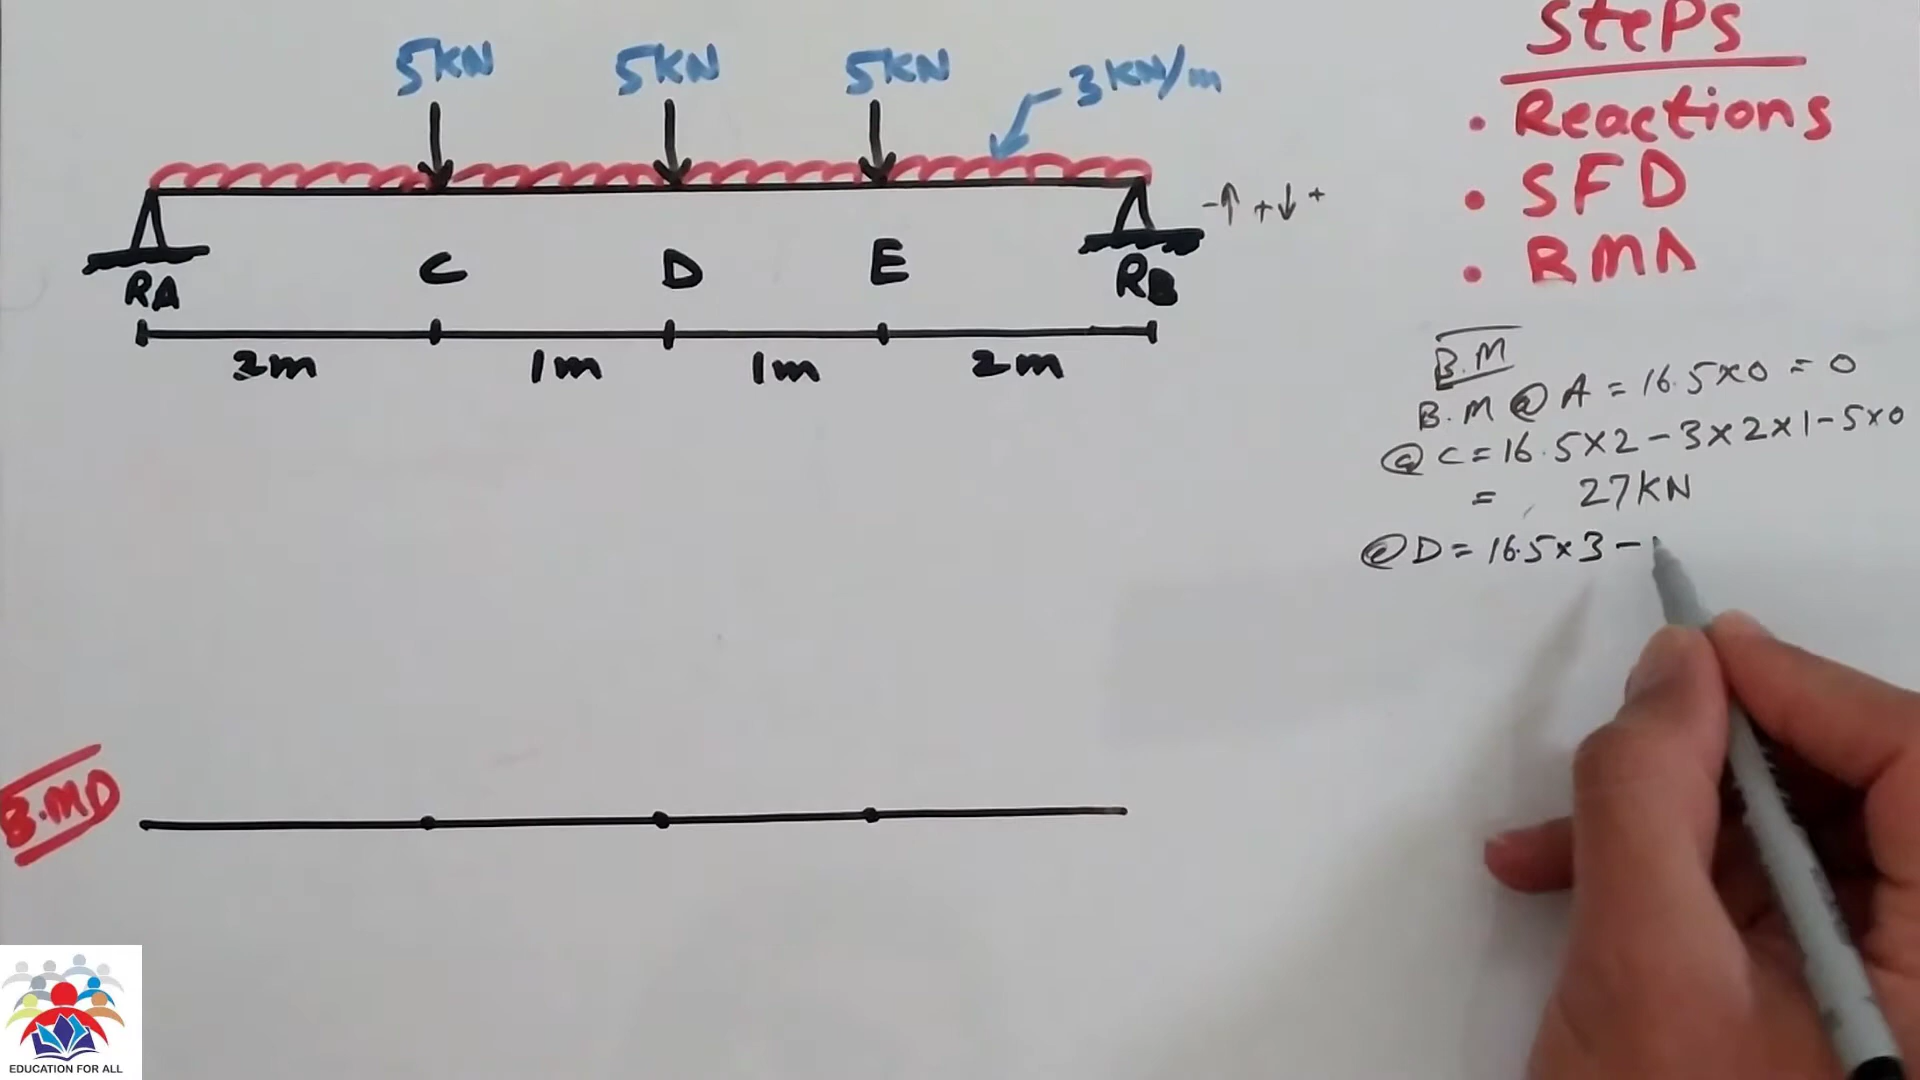 5KN 5KN 5KN 3KN/m
-↑ +↓ +
RA C D E RB
2m 1m 1m 2m
Steps
• Reactions
• SFD
• BMD
B.M
B.M @ A = 16.5×0 = 0
@ C = 16.5×2 - 3×2×1 - 5×0
= 27KN
@ D = 16.5×3 -
B.MD
EDUCATION FOR ALL